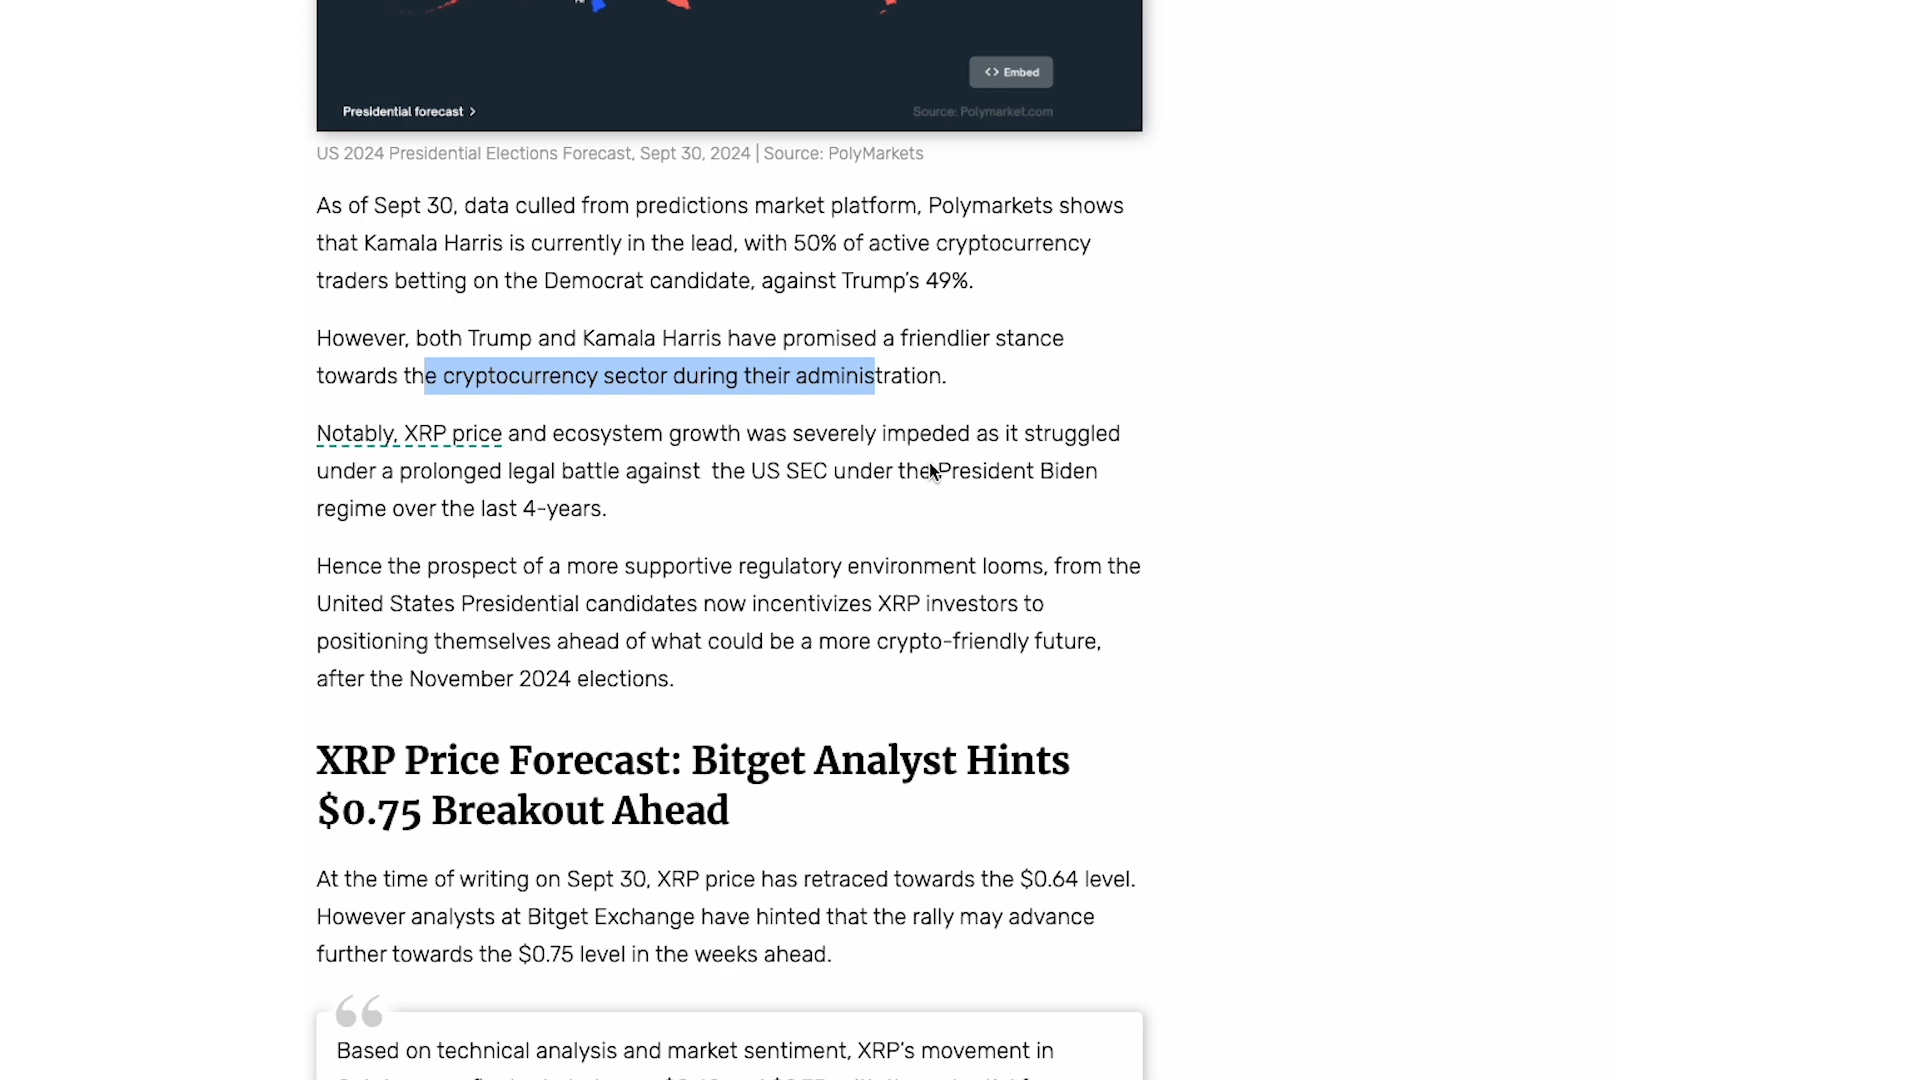 <> Embed
Presidential forecast >
Source: Polymarket.com
US 2024 Presidential Elections Forecast, Sept 30, 2024 | Source: PolyMarkets
As of Sept 30, data culled from predictions market platform, Polymarkets shows
that Kamala Harris is currently in the lead, with 50% of active cryptocurrency
traders betting on the Democrat candidate, against Trump's 49%.
However, both Trump and Kamala Harris have promised a friendlier stance
towards the cryptocurrency sector during their administration.
Notably, XRP price and ecosystem growth was severely impeded as it struggled
under a prolonged legal battle against the US SEC under the President Biden
regime over the last 4-years.
Hence the prospect of a more supportive regulatory environment looms, from the
United States Presidential candidates now incentivizes XRP investors to
positioning themselves ahead of what could be a more crypto-friendly future,
after the November 2024 elections.
XRP Price Forecast: Bitget Analyst Hints
$0.75 Breakout Ahead
At the time of writing on Sept 30, XRP price has retraced towards the $0.64 level.
However analysts at Bitget Exchange have hinted that the rally may advance
further towards the $0.75 level in the weeks ahead.
Based on technical analysis and market sentiment, XRP's movement in